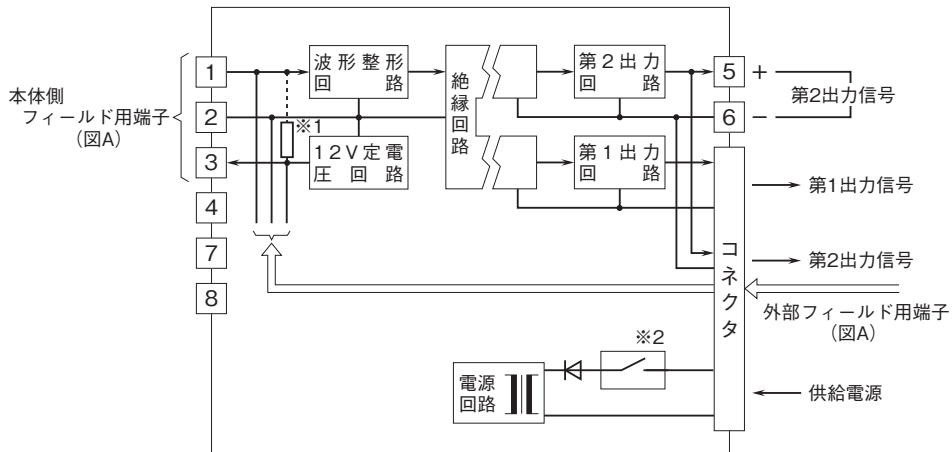 本体側
フィールド用端子
(図A)
1
2
3
4
7
8
波形整形
回路
※1
12V定電
圧回路
絶縁回路
第2出力
回路
第1出力
回路
5
+
6
−
第2出力信号
コネクタ
第1出力信号
第2出力信号
外部フィールド用端子
(図A)
※2
電源
回路
供給電源